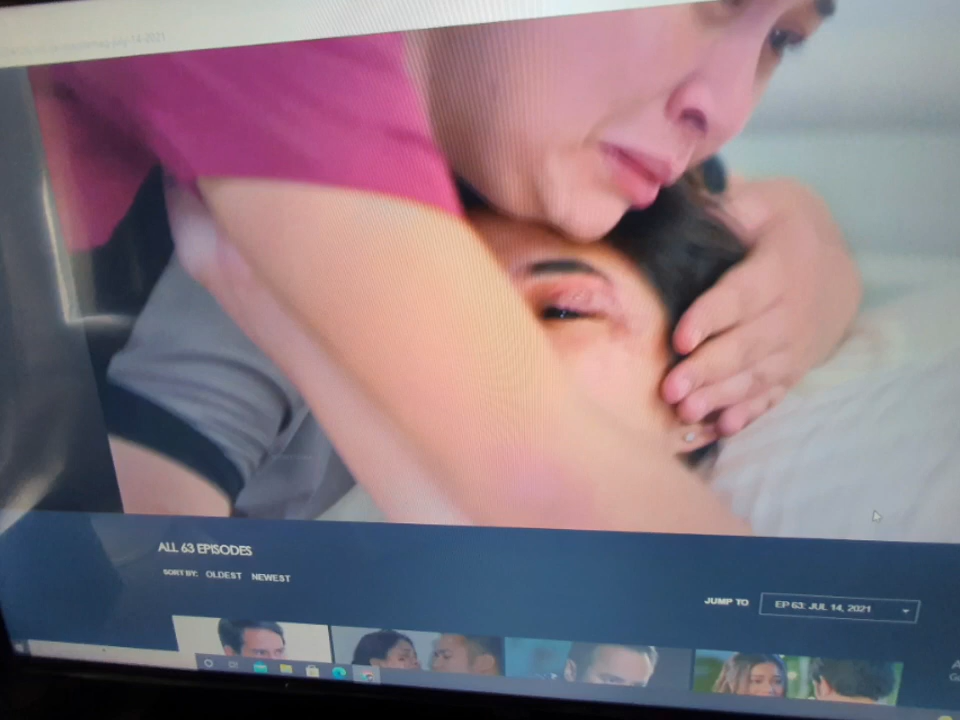 ALL 63 EPISODES
SORT BY: OLDEST NEWEST
JUMP TO EP 63: JUL 14, 2021